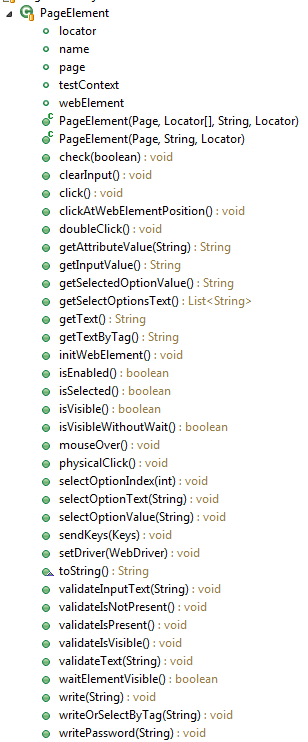 PageElement
locator
name
page
testContext
webElement
PageElement(Page, Locator[], String, Locator)
PageElement(Page, String, Locator)
check(boolean) : void
clearInput() : void
click() : void
clickAtWebElementPosition() : void
doubleClick() : void
getAttributeValue(String) : String
getInputValue() : String
getSelectedOptionValue() : String
getSelectOptionsText() : List<String>
getText() : String
getTextByTag() : String
initWebElement() : void
isEnabled() : boolean
isSelected() : boolean
isVisible() : boolean
isVisibleWithoutWait() : boolean
mouseOver() : void
physicalClick() : void
selectOptionIndex(int) : void
selectOptionText(String) : void
selectOptionValue(String) : void
sendKeys(Keys) : void
setDriver(WebDriver) : void
toString() : String
validateInputText(String) : void
validateIsNotPresent() : void
validateIsPresent() : void
validateIsVisible() : void
validateText(String) : void
waitElementVisible() : boolean
write(String) : void
writeOrSelectByTag(String) : void
writePassword(String) : void